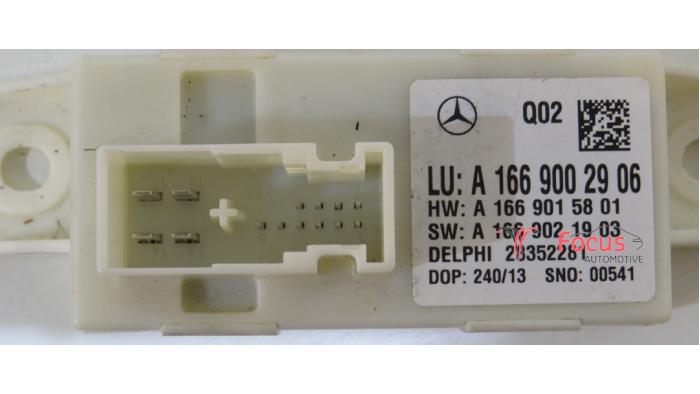 Q02
LU: A 166 900 29 06
HW: A 166 901 58 01
SW: A 166 902 19 03
DELPHI 28352281
DOP: 240/13 SNO: 00541
Focus
AUTOMOTIVE